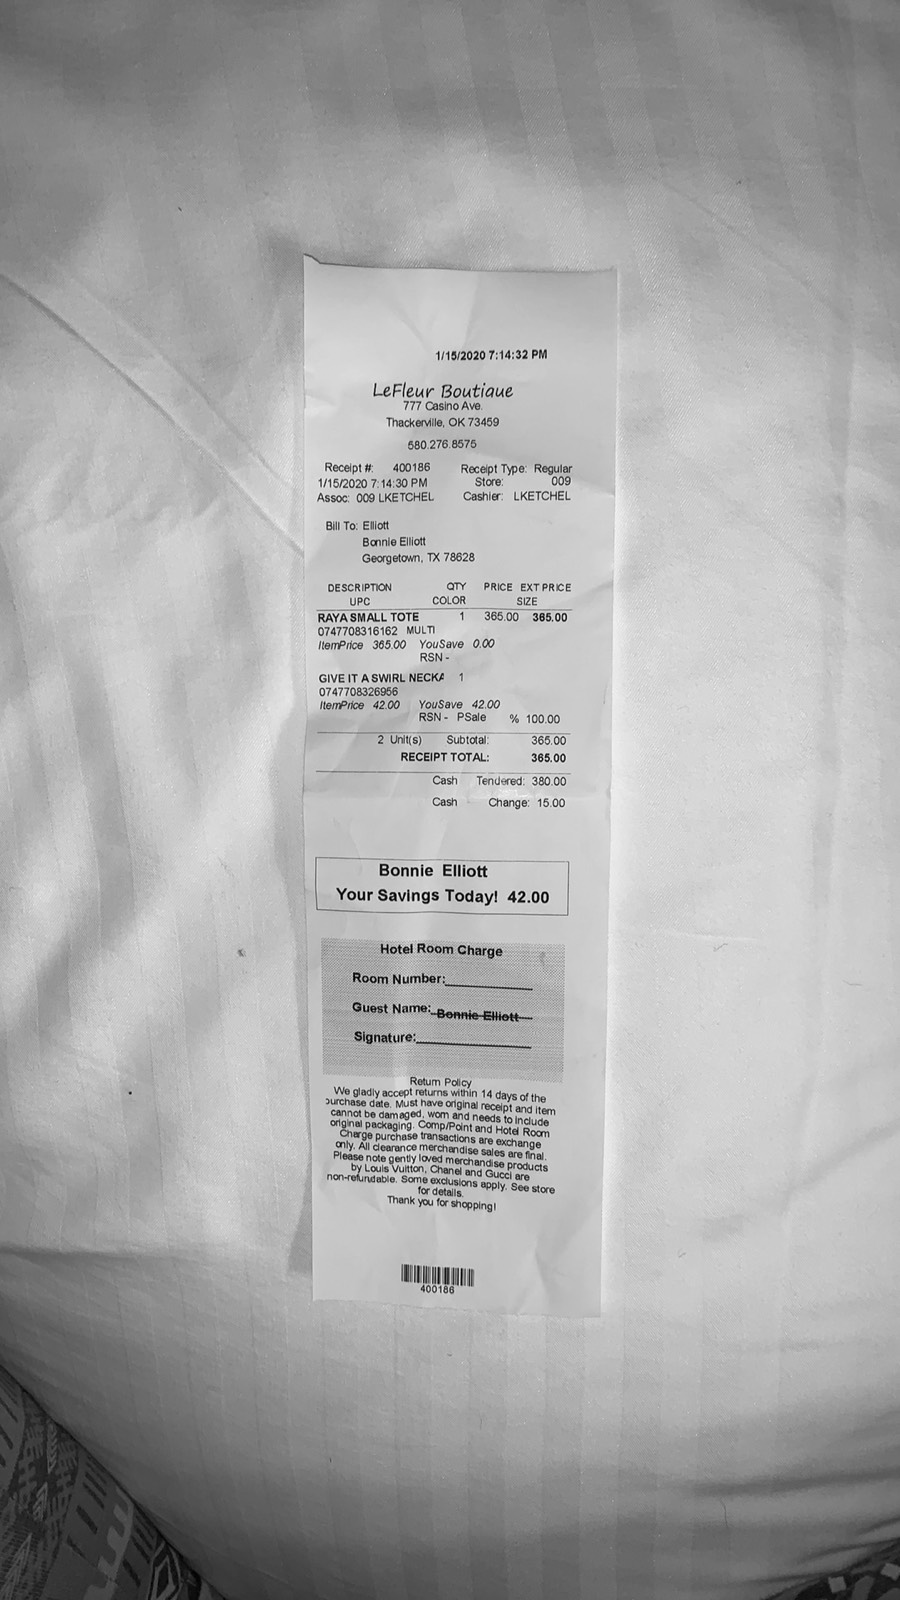 1/15/2020 7:14:32 PM
LeFleur Boutique
777 Casino Ave.
Thackerville, OK 73459
580.276.8575
Receipt #: 400186 Receipt Type: Regular
1/15/2020 7:14:30 PM Store: 009
Assoc: 009 LKETCHEL Cashier: LKETCHEL
Bill To: Elliott
Bonnie Elliott
Georgetown, TX 78628
DESCRIPTION QTY PRICE EXT PRICE
UPC COLOR SIZE
RAYA SMALL TOTE 1 365.00 365.00
0747708316162 MULTI
ItemPrice 365.00 YouSave 0.00
RSN -
GIVE IT A SWIRL NECKA 1
0747708326956
ItemPrice 42.00 YouSave 42.00
RSN - PSale % 100.00
2 Unit(s) Subtotal: 365.00
RECEIPT TOTAL: 365.00
Cash Tendered: 380.00
Cash Change: 15.00
Bonnie Elliott
Your Savings Today! 42.00
Hotel Room Charge
Room Number:
Guest Name: Bonnie Elliott
Signature:
Return Policy
We gladly accept returns within 14 days of the
purchase date. Must have original receipt and item
cannot be damaged, worn and needs to include
original packaging. Comp/Point and Hotel Room
Charge purchase transactions are exchange
only. All clearance merchandise sales are final.
Please note gently loved merchandise products
by Louis Vuitton, Chanel and Gucci are
non-refundable. Some exclusions apply. See store
for details.
Thank you for shopping!
400186